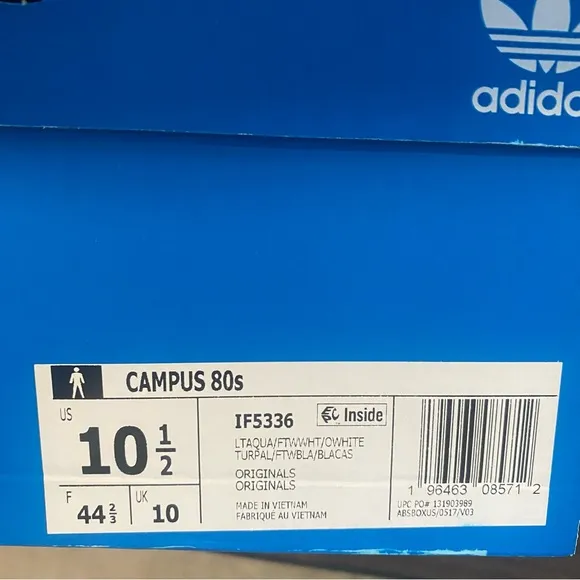 adida
CAMPUS 80s
US
10 1/2
F
44 2/3
UK
10
IF5336
Inside
LTAQUA/FTWWHT/OWHITE
TURPAL/FTWBLA/BLACAS
ORIGINALS
ORIGINALS
MADE IN VIETNAM
FABRIQUÉ AU VIETNAM
1 96463 08571 2
UPC PO# 131903989
ABSBOXUS/0517/V03